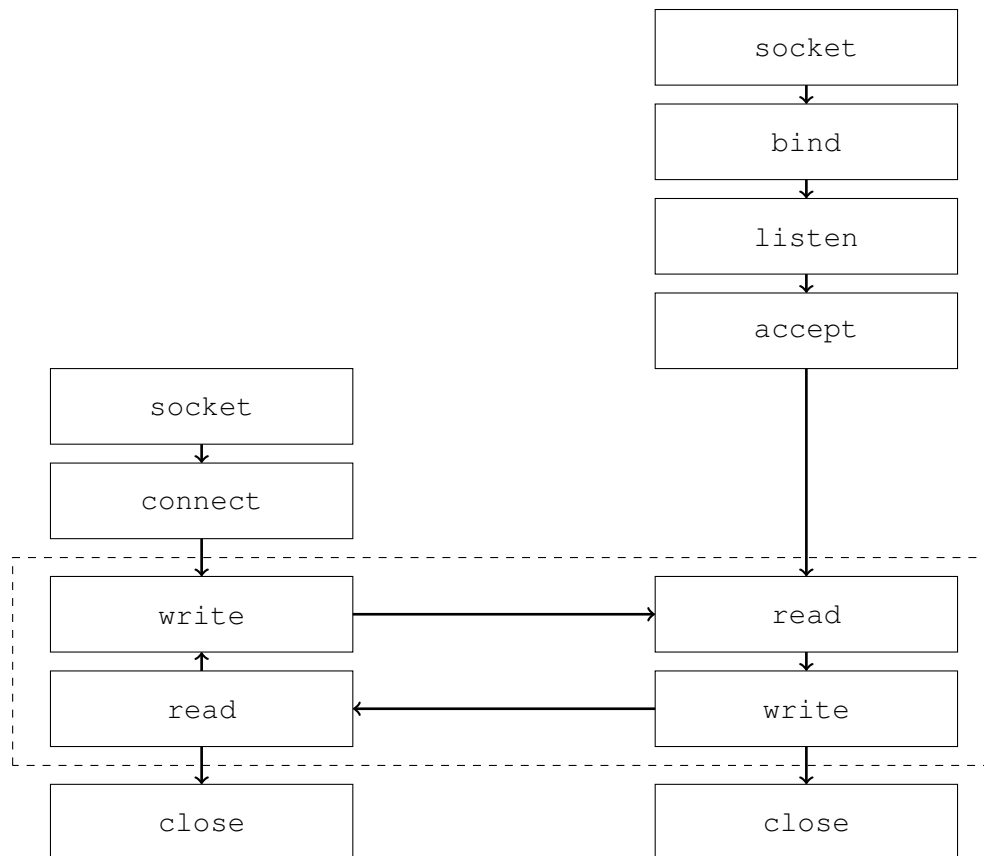 socket
bind
listen
accept
socket
connect
write
read
read
write
close
close